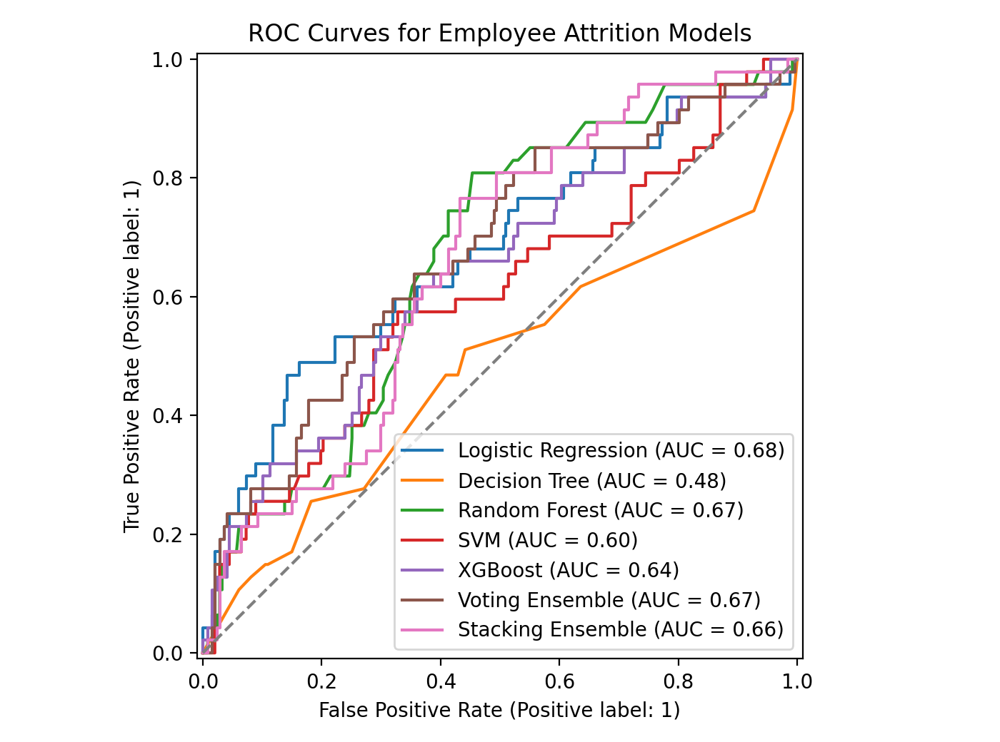 ROC Curves for Employee Attrition Models
True Positive Rate (Positive label: 1)
1.0
0.8
0.6
0.4
0.2
0.0
Logistic Regression (AUC = 0.68)
Decision Tree (AUC = 0.48)
Random Forest (AUC = 0.67)
SVM (AUC = 0.60)
XGBoost (AUC = 0.64)
Voting Ensemble (AUC = 0.67)
Stacking Ensemble (AUC = 0.66)
0.0 0.2 0.4 0.6 0.8 1.0
False Positive Rate (Positive label: 1)